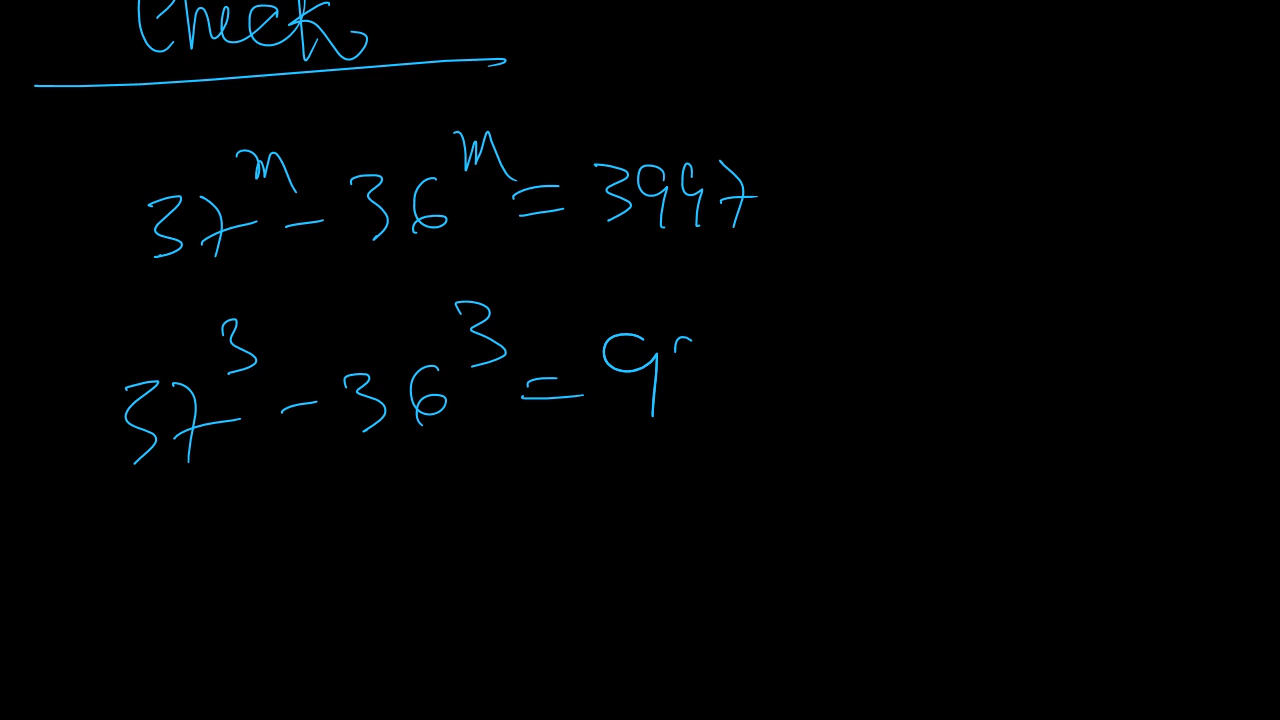 Check
37^m - 36^m = 3997
37^3 - 36^3 = 9